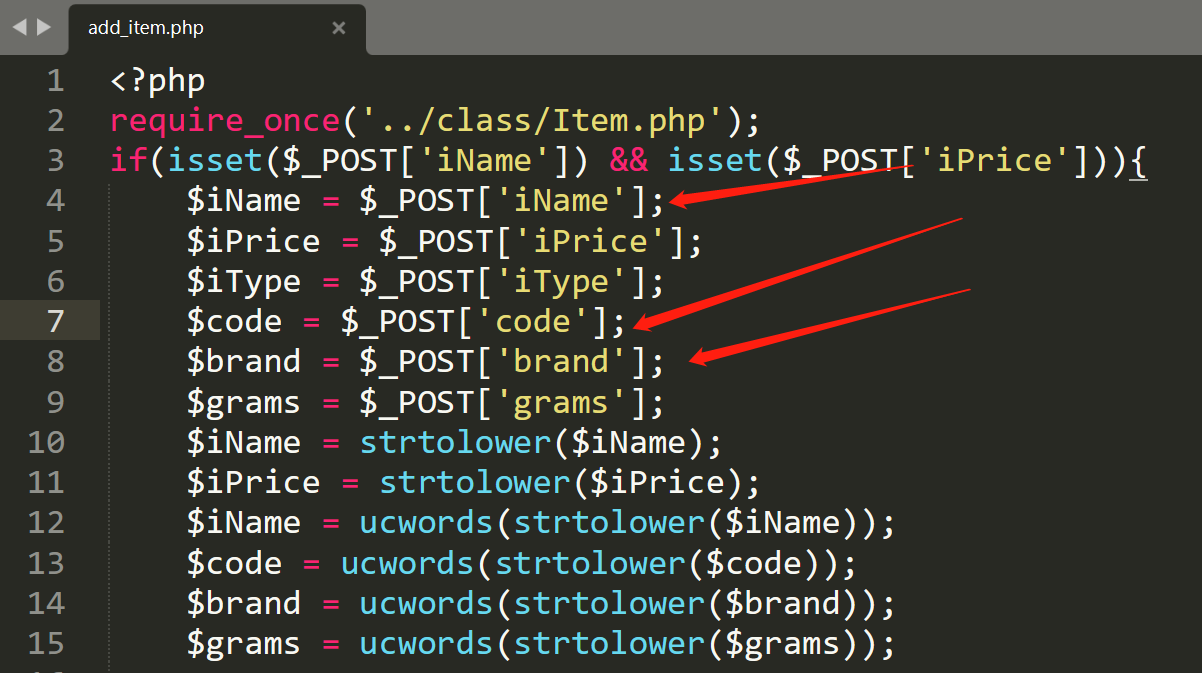 add_item.php ×
1 <?php
2 require_once('../class/Item.php');
3 if(isset($_POST['iName']) && isset($_POST['iPrice'])){
4 $iName = $_POST['iName'];
5 $iPrice = $_POST['iPrice'];
6 $iType = $_POST['iType'];
7 $code = $_POST['code'];
8 $brand = $_POST['brand'];
9 $grams = $_POST['grams'];
10 $iName = strtolower($iName);
11 $iPrice = strtolower($iPrice);
12 $iName = ucwords(strtolower($iName));
13 $code = ucwords(strtolower($code));
14 $brand = ucwords(strtolower($brand));
15 $grams = ucwords(strtolower($grams));